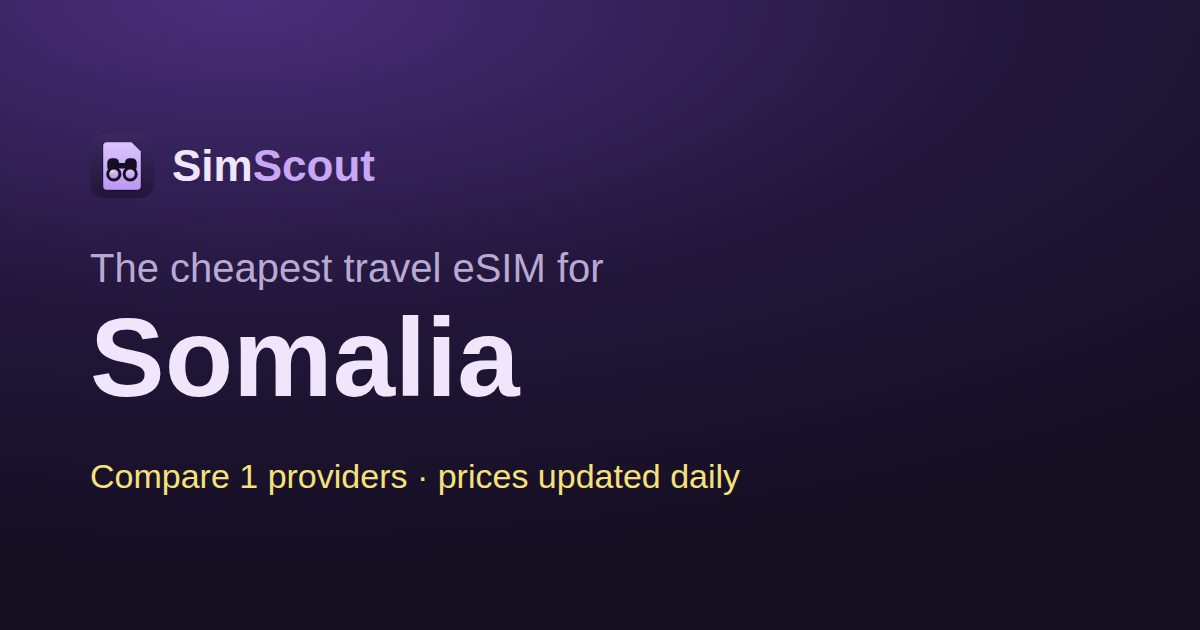 SimScout
The cheapest travel eSIM for
Somalia
Compare 1 providers · prices updated daily